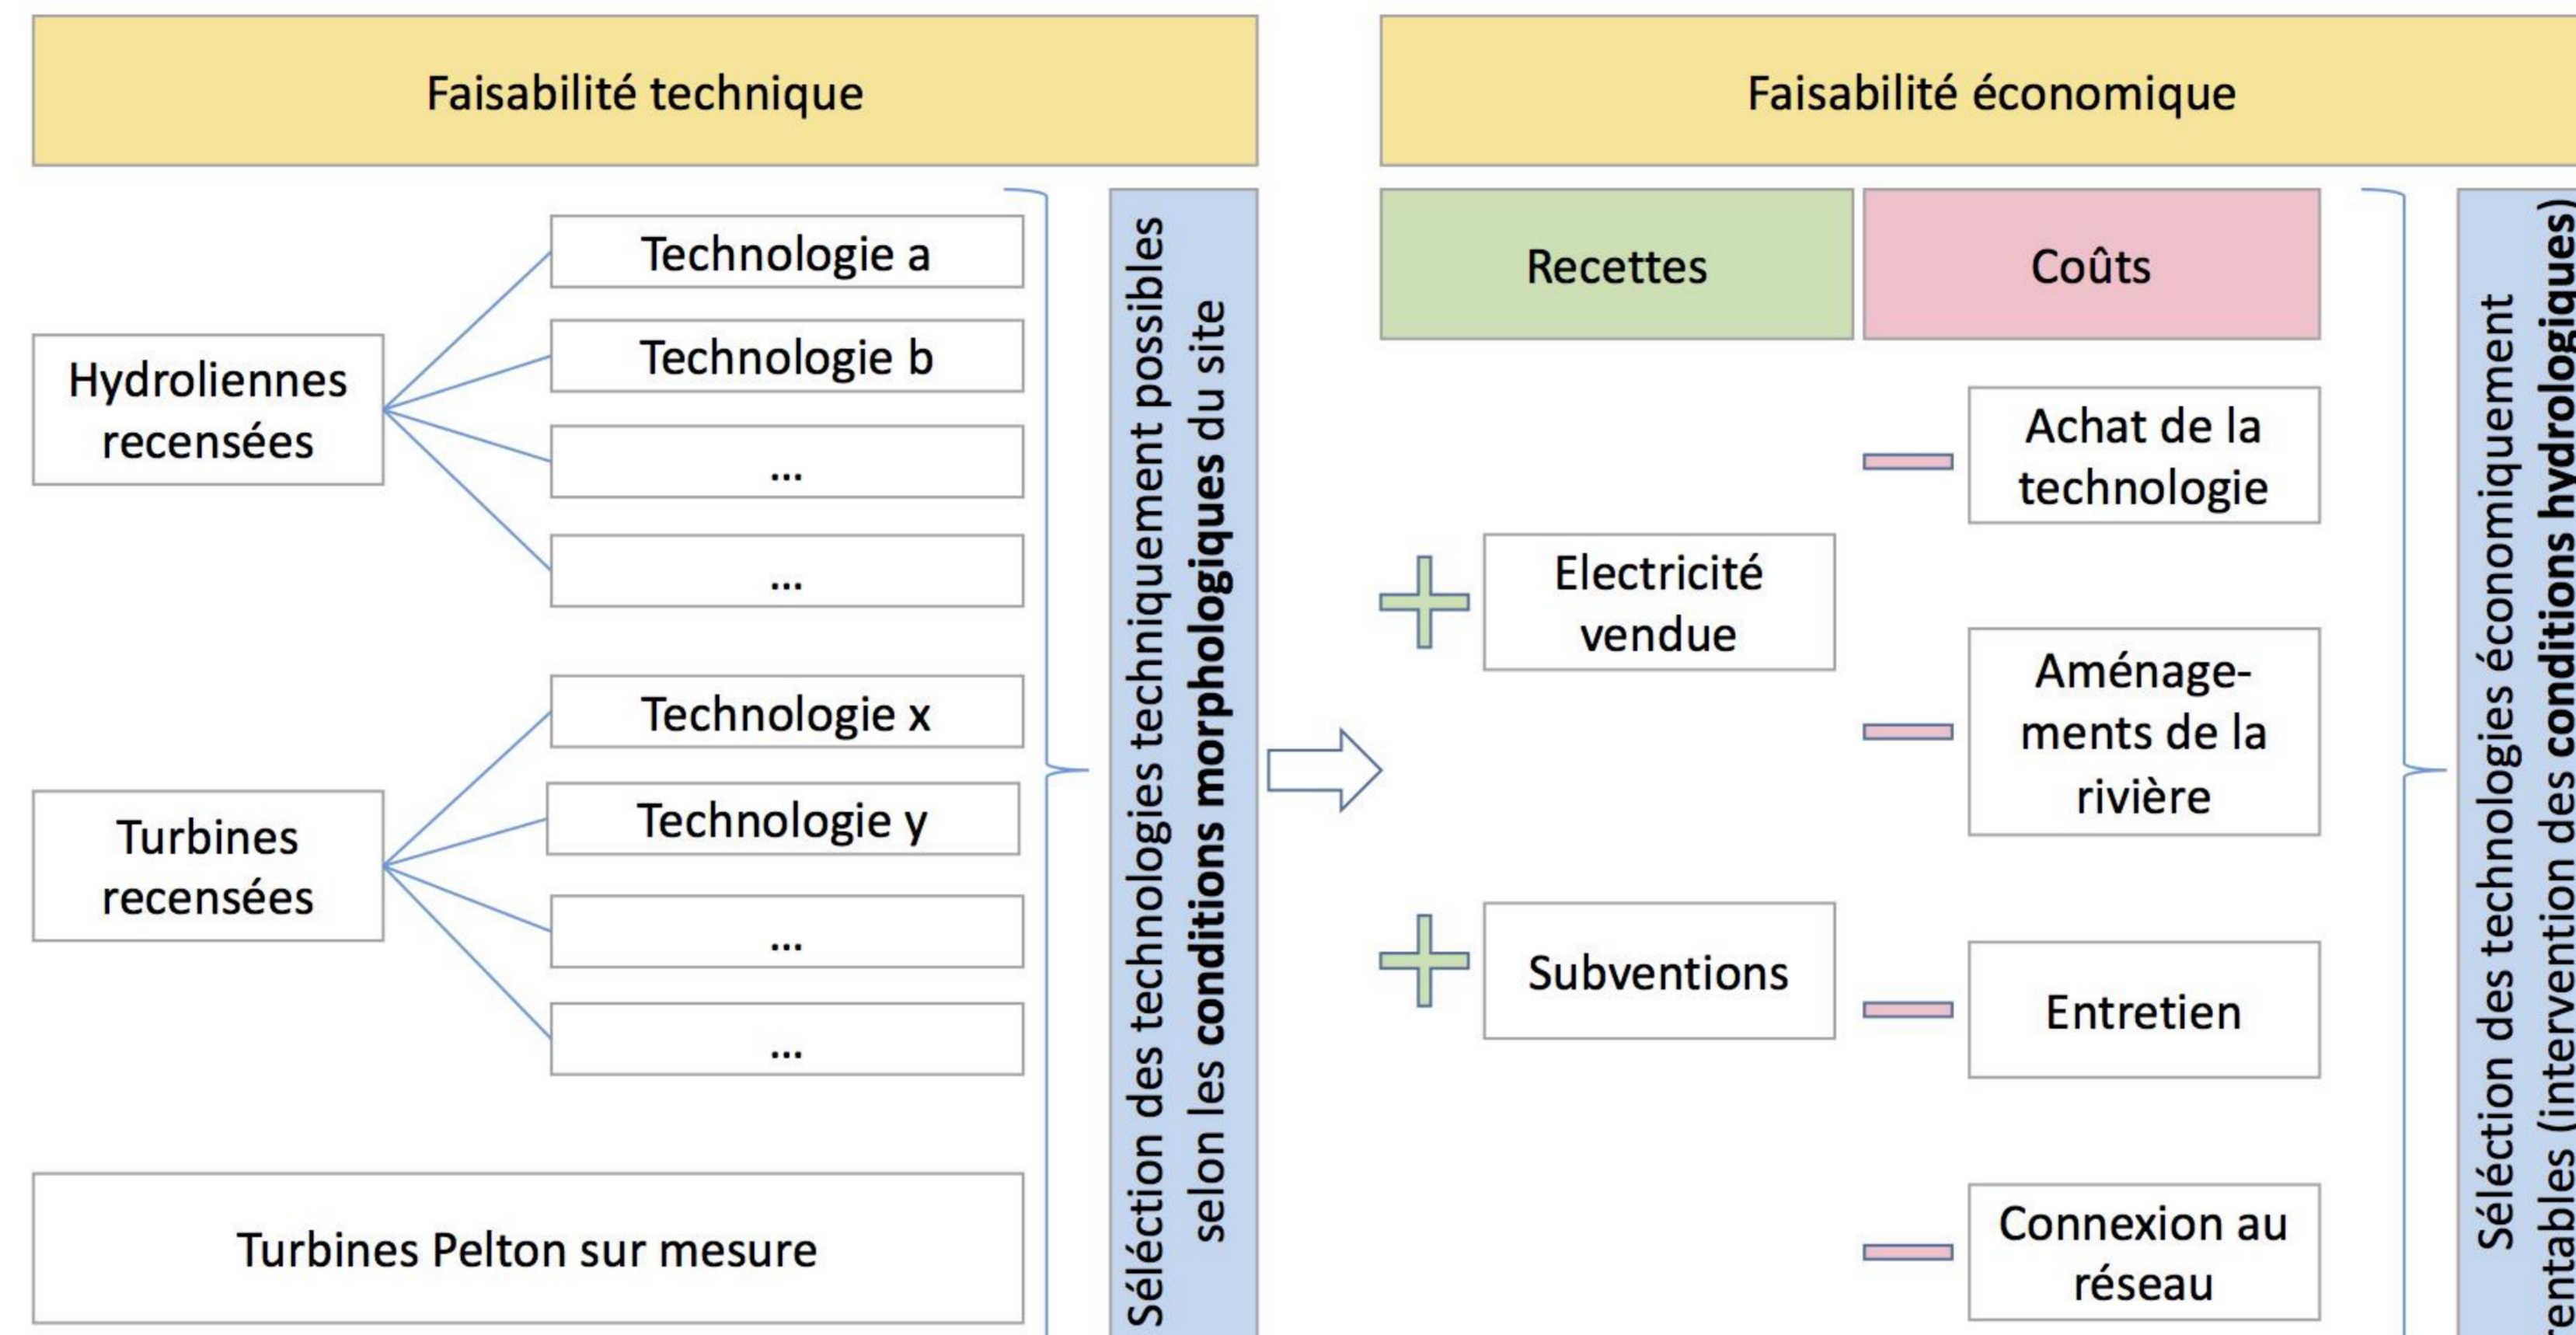 Faisabilité technique
Hydroliennes
recensées
Technologie a
Technologie b
...
...
Turbines
recensées
Technologie x
Technologie y
...
...
Turbines Pelton sur mesure
Séléction des technologies techniquement possibles
selon les conditions morphologiques du site
Faisabilité économique
Recettes
Coûts
Electricité
vendue
Subventions
Achat de la
technologie
Aménage-
ments de la
rivière
Entretien
Connexion au
réseau
Séléction des technologies économiquement
rentables (intervention des conditions hydrologiques)